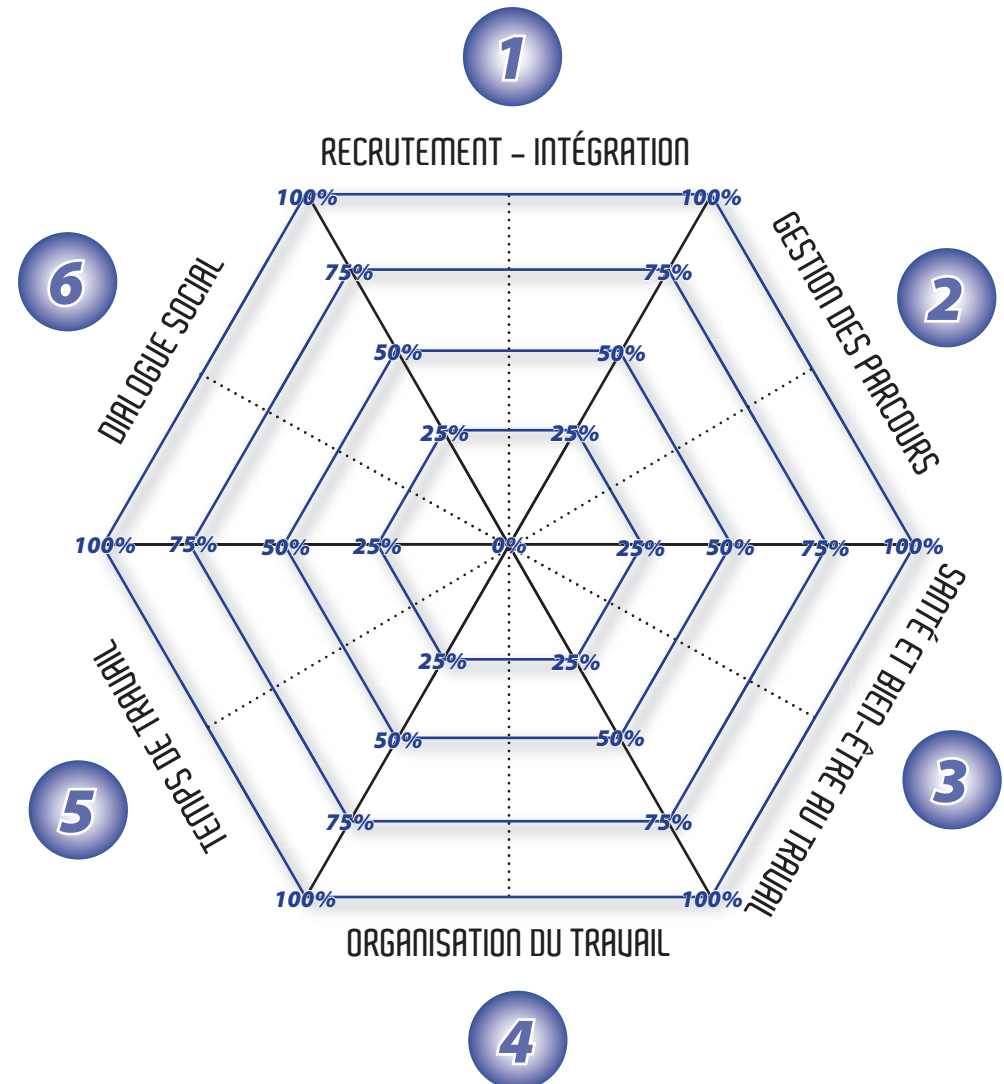 1
RECRUTEMENT – INTÉGRATION
100% 100%
GESTION DES PARCOURS
2
6
DIALOGUE SOCIAL
75% 75%
50% 50%
25% 25%
100% 75% 50% 25% 0% 25% 50% 75% 100%
SANTÉ ET BIEN-ÊTRE AU TRAVAIL
3
TEMPS DE TRAVAIL
5
25% 25%
50% 50%
75% 75%
100% 100%
ORGANISATION DU TRAVAIL
4